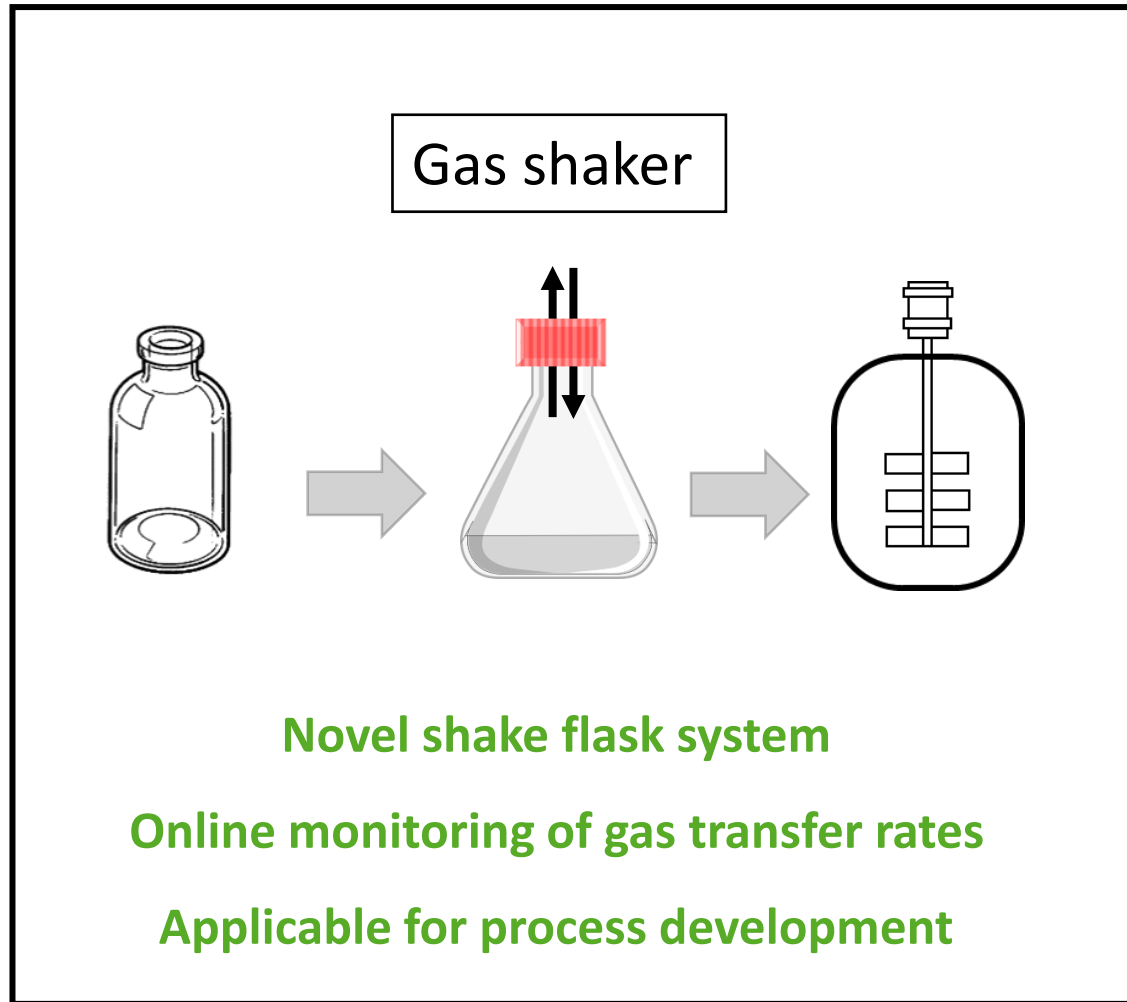 Gas shaker
Novel shake flask system
Online monitoring of gas transfer rates
Applicable for process development